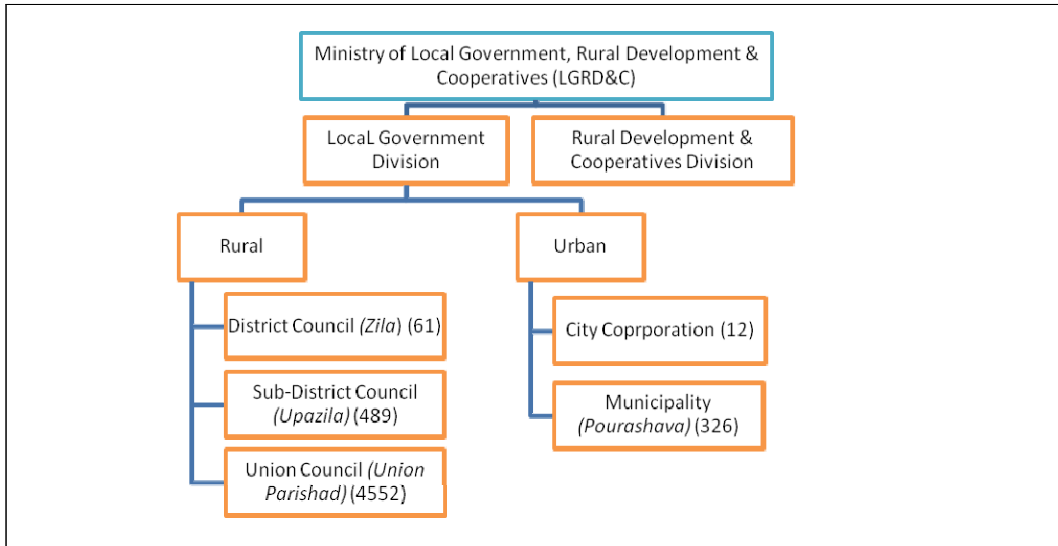 Ministry of Local Government, Rural Development &
Cooperatives (LGRD&C)
LocaL Government
Division
Rural Development &
Cooperatives Division
Rural
Urban
District Council (Zila) (61)
Sub-District Council
(Upazila) (489)
Union Council (Union
Parishad) (4552)
City Coprporation (12)
Municipality
(Pourashava) (326)